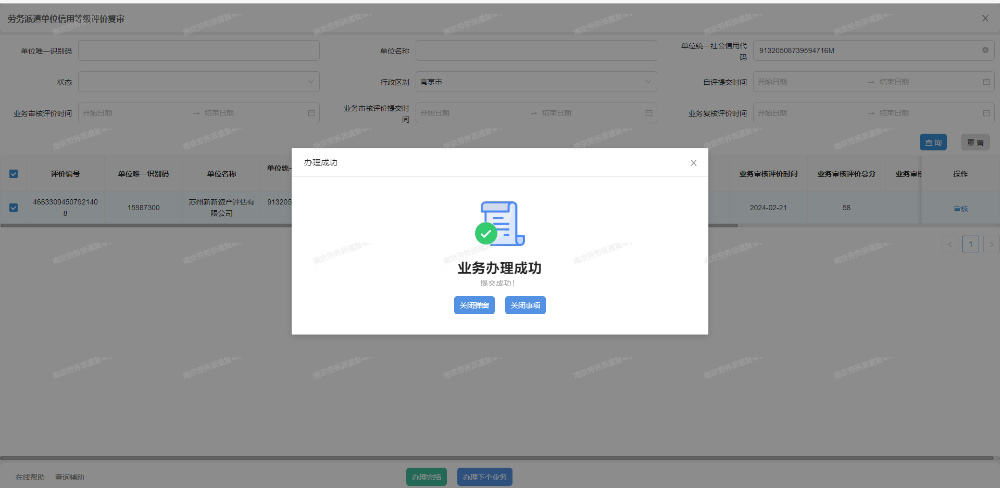 劳务派遣单位信用等级评价复审
X
单位唯一识别码
单位名称
单位统一社会信用代码
91320508739594716M
状态
行政区划
南京市
自评提交时间
开始日期
结束日期
业务审核评价时间
开始日期
结束日期
业务审核评价提交时间
开始日期
结束日期
业务复核评价时间
开始日期
结束日期
查 询
重 置
评价编号
单位唯一识别码
单位名称
单位统一
业务审核评价时间
业务审核评价总分
业务审核
操作
46633094507921408
15987300
苏州新新资产评估有限公司
913205
2024-02-21
58
审核
<
1
>
办理成功
X
业务办理成功
提交成功！
关闭弹窗
关闭事项
在线帮助
查询辅助
办理完结
办理下个业务
南京劳务派遣复审